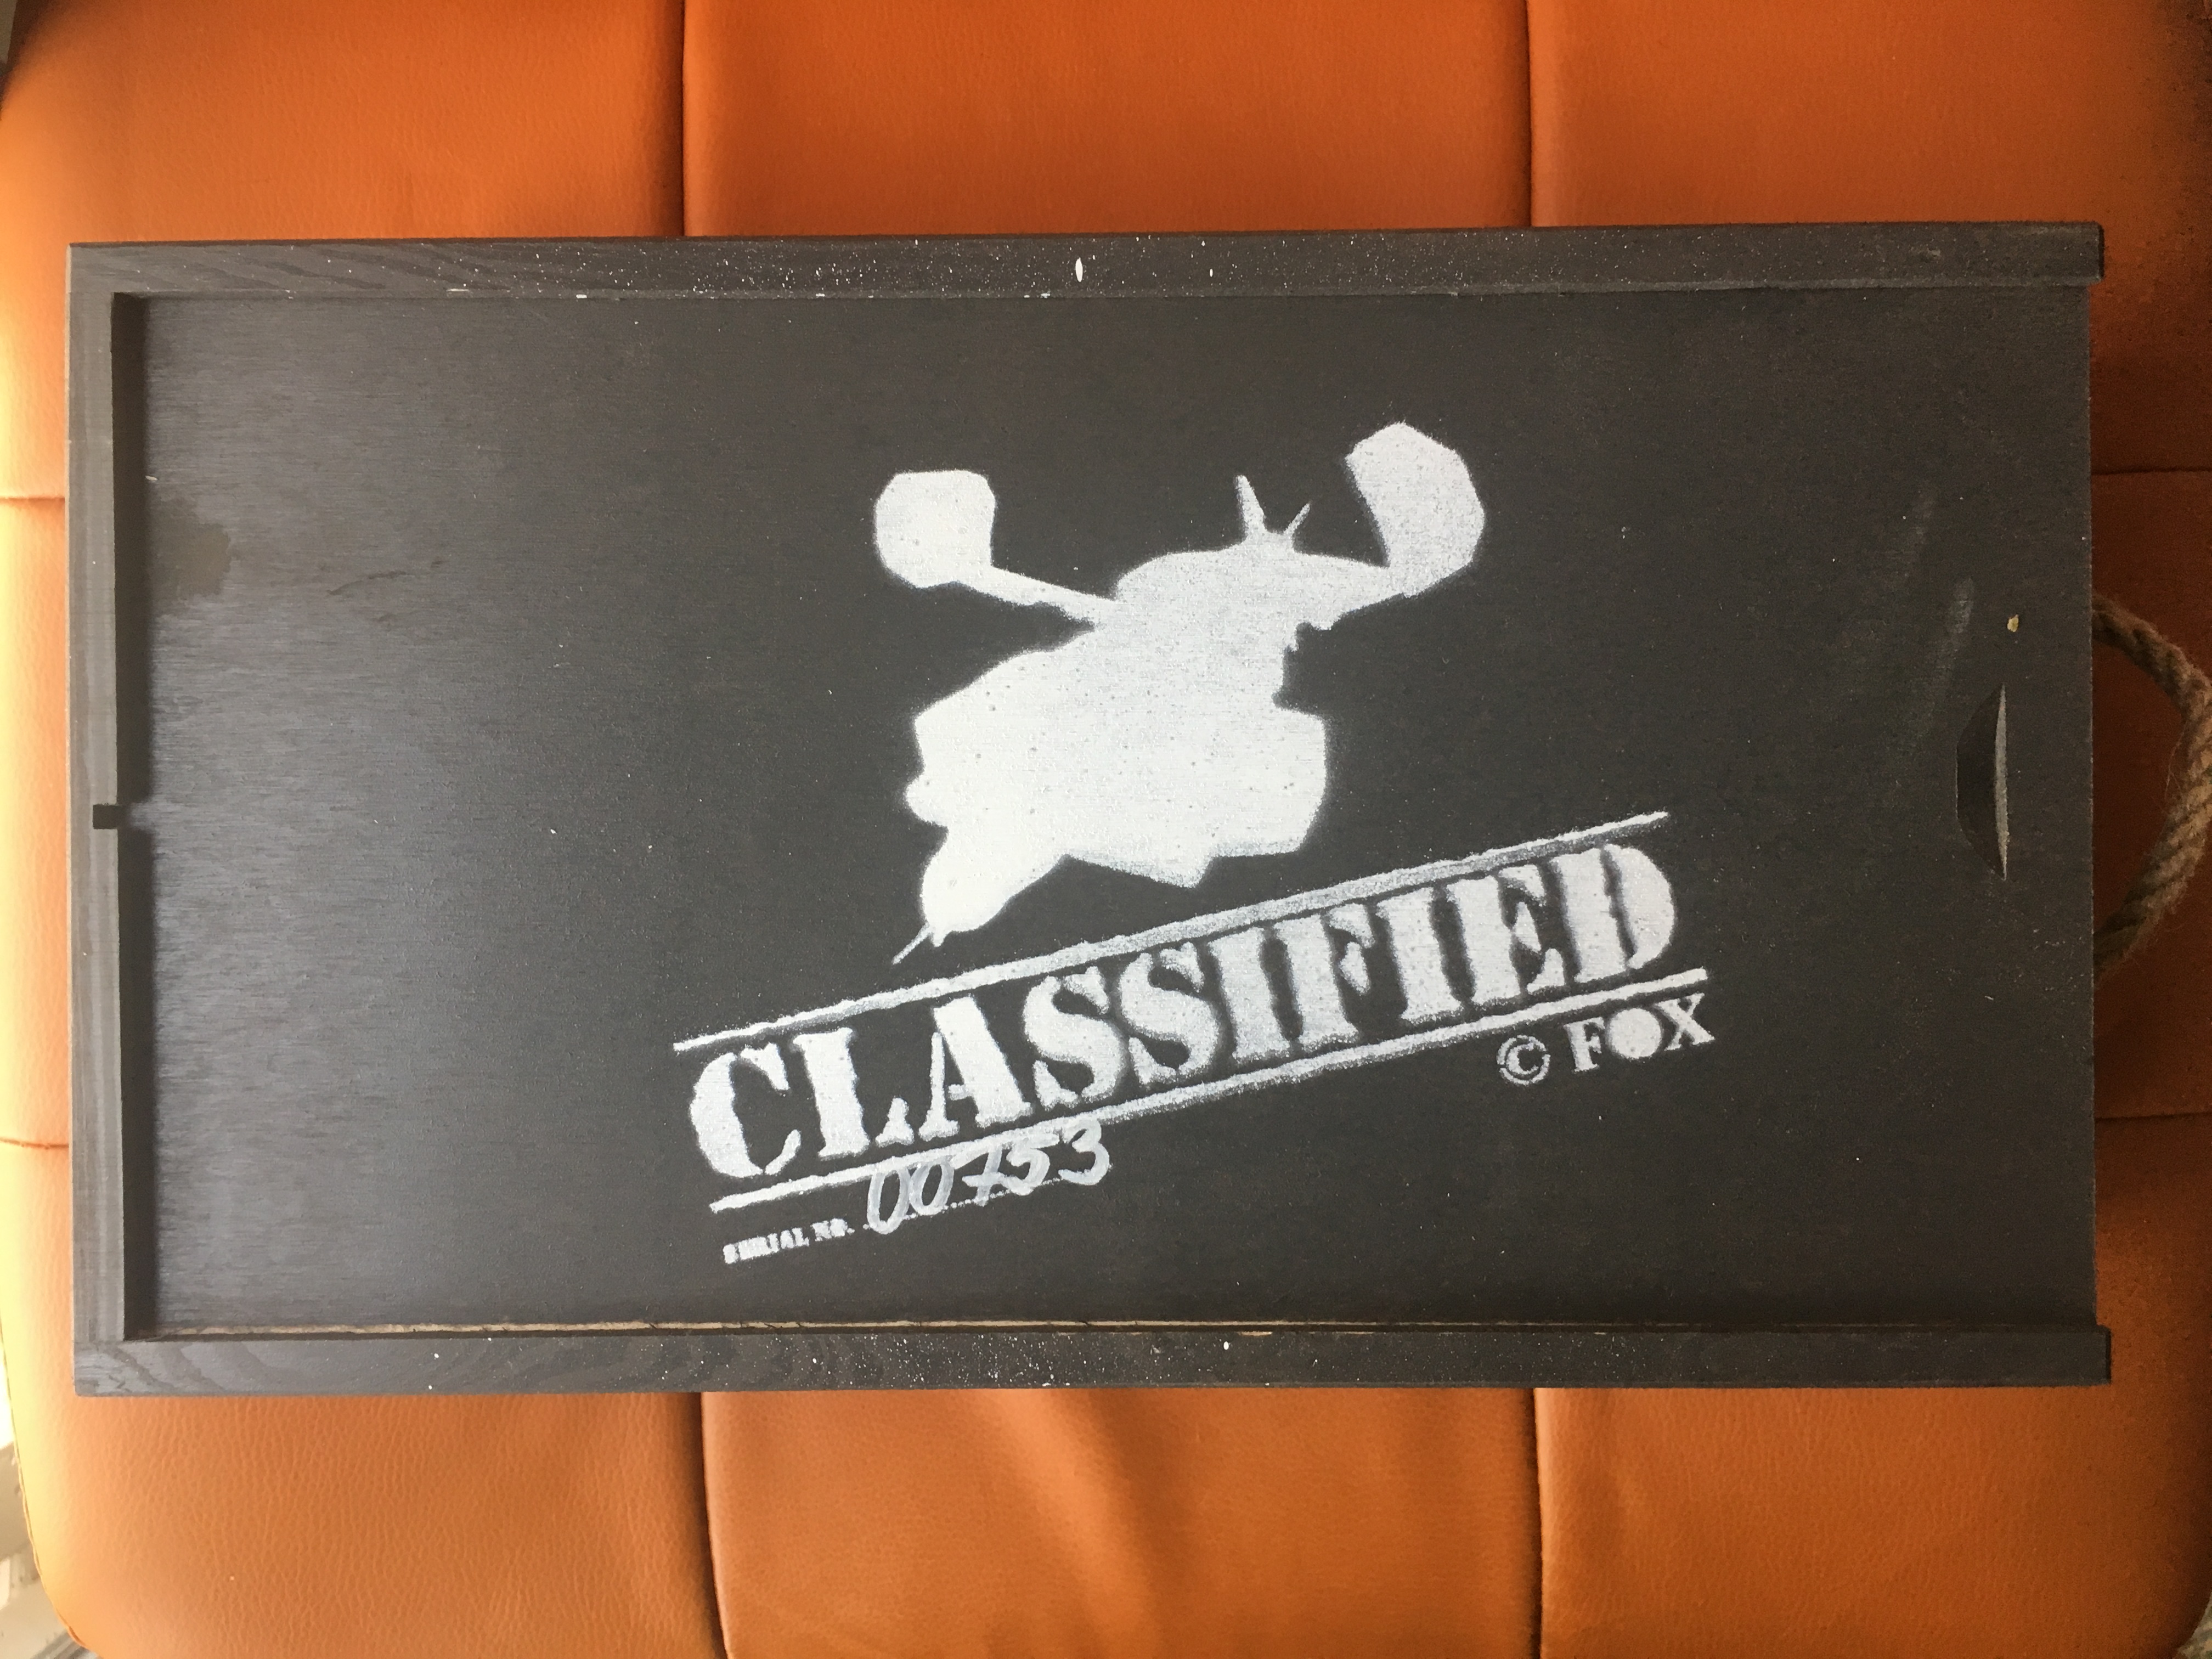 CLASSIFIED
© FOX
SERIAL NO. 00753